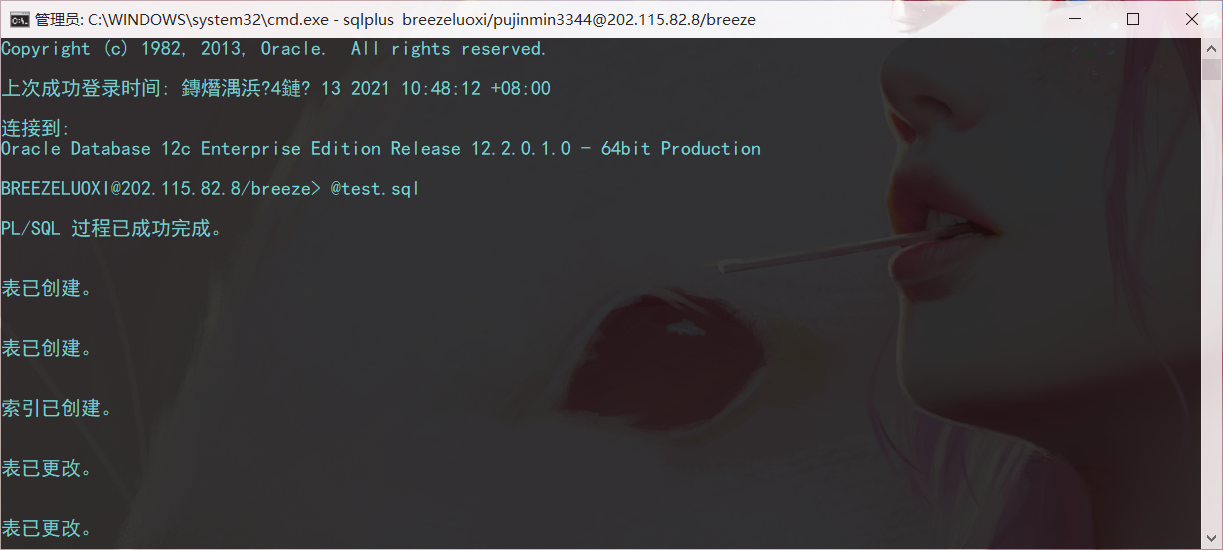 管理员: C:\WINDOWS\system32\cmd.exe - sqlplus  breezeluoxi/pujinmin3344@202.115.82.8/breeze
Copyright (c) 1982, 2013, Oracle.  All rights reserved.
上次成功登录时间: 鏄熸湡浜?4鏈? 13 2021 10:48:12 +08:00
连接到:
Oracle Database 12c Enterprise Edition Release 12.2.0.1.0 - 64bit Production
BREEZELUOXI@202.115.82.8/breeze> @test.sql
PL/SQL 过程已成功完成。
表已创建。
表已创建。
索引已创建。
表已更改。
表已更改。